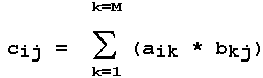 k=M
cij = ∑ (aik * bkj)
k=1